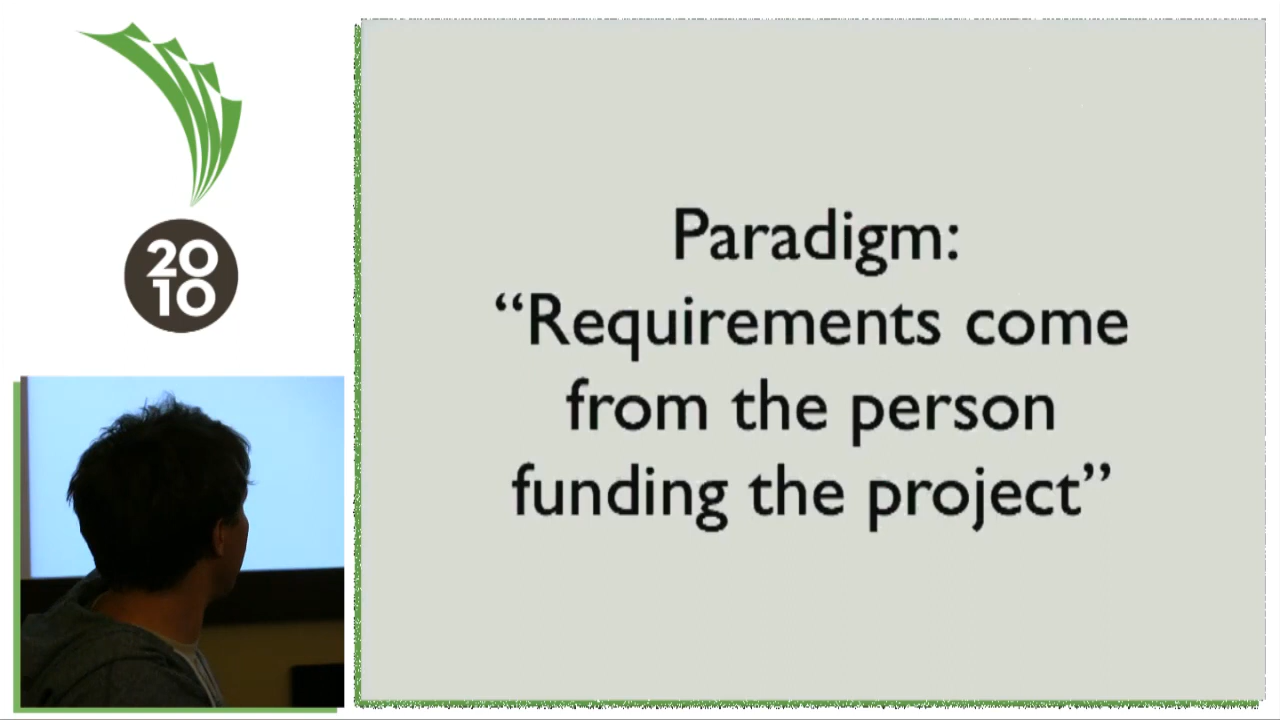 20
10
Paradigm:
“Requirements come
from the person
funding the project”